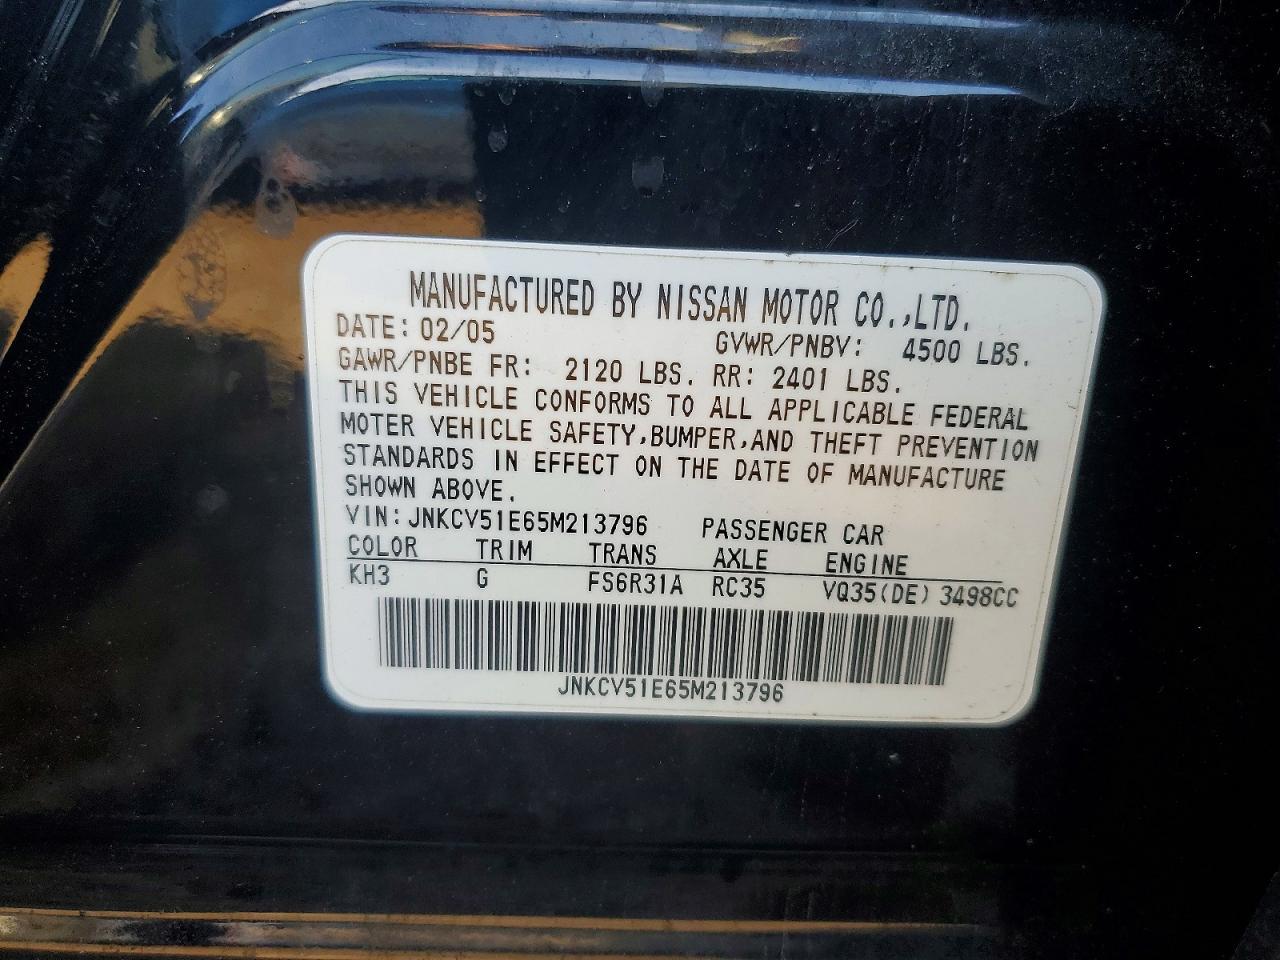 MANUFACTURED BY NISSAN MOTOR CO.,LTD.
DATE: 02/05 GVWR/PNBV: 4500 LBS.
GAWR/PNBE FR: 2120 LBS. RR: 2401 LBS.
THIS VEHICLE CONFORMS TO ALL APPLICABLE FEDERAL
MOTER VEHICLE SAFETY,BUMPER,AND THEFT PREVENTION
STANDARDS IN EFFECT ON THE DATE OF MANUFACTURE
SHOWN ABOVE.
VIN: JNKCV51E65M213796 PASSENGER CAR
COLOR TRIM TRANS AXLE ENGINE
KH3 G FS6R31A RC35 VQ35(DE) 3498CC
JNKCV51E65M213796